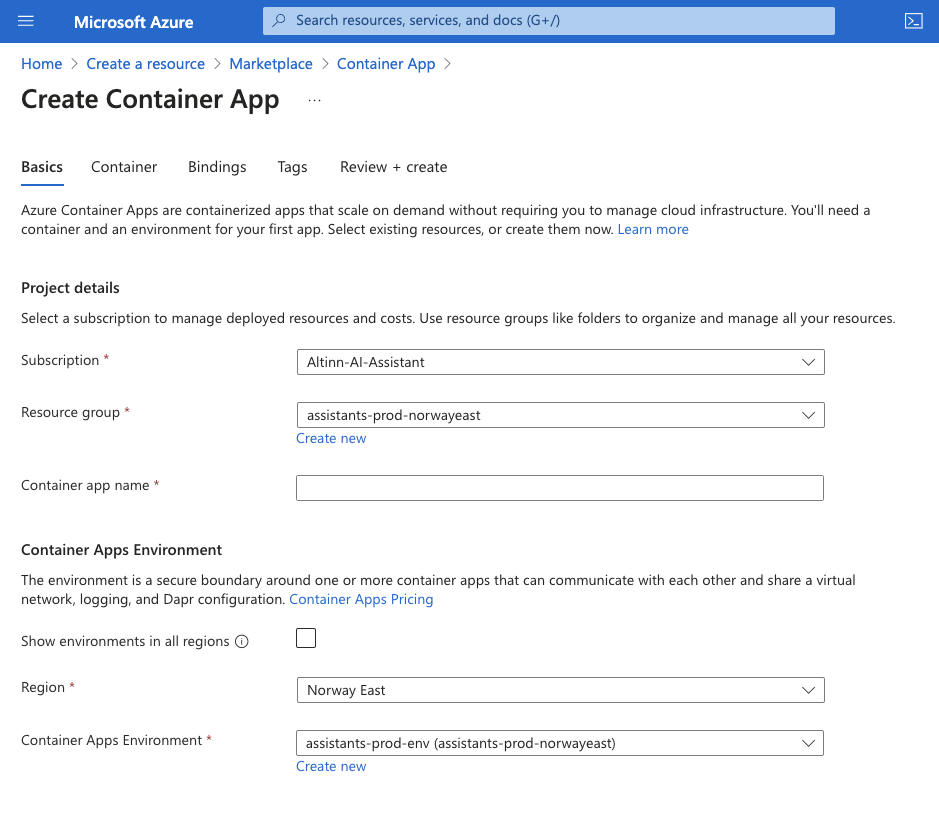 Microsoft Azure
Search resources, services, and docs (G+/)
Home > Create a resource > Marketplace > Container App >
Create Container App ...
Basics Container Bindings Tags Review + create
Azure Container Apps are containerized apps that scale on demand without requiring you to manage cloud infrastructure. You'll need a
container and an environment for your first app. Select existing resources, or create them now. Learn more
Project details
Select a subscription to manage deployed resources and costs. Use resource groups like folders to organize and manage all your resources.
Subscription *
Altinn-AI-Assistant
Resource group *
assistants-prod-norwayeast
Create new
Container app name *
Container Apps Environment
The environment is a secure boundary around one or more container apps that can communicate with each other and share a virtual
network, logging, and Dapr configuration. Container Apps Pricing
Show environments in all regions
Region *
Norway East
Container Apps Environment *
assistants-prod-env (assistants-prod-norwayeast)
Create new